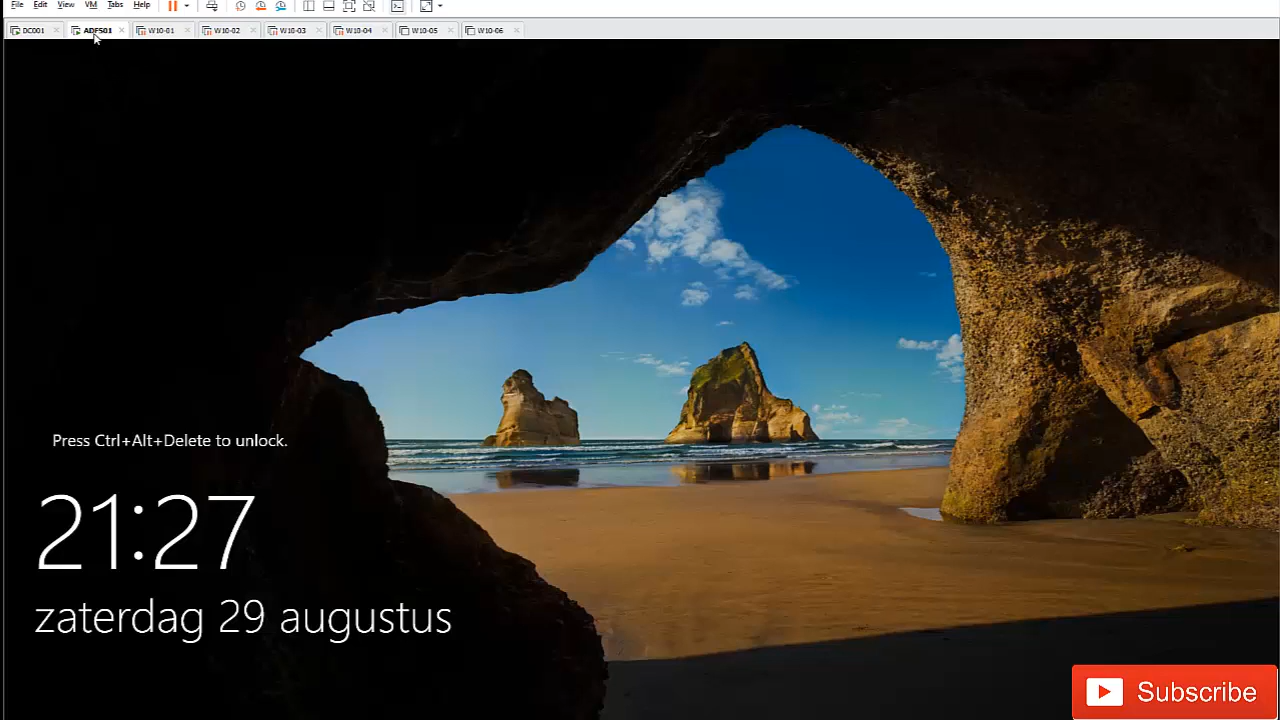 File Edit View VM Tabs Help
DC001 ADFS01 W10-01 W10-02 W10-03 W10-04 W10-05 W10-06
Press Ctrl+Alt+Delete to unlock.
21:27
zaterdag 29 augustus
Subscribe